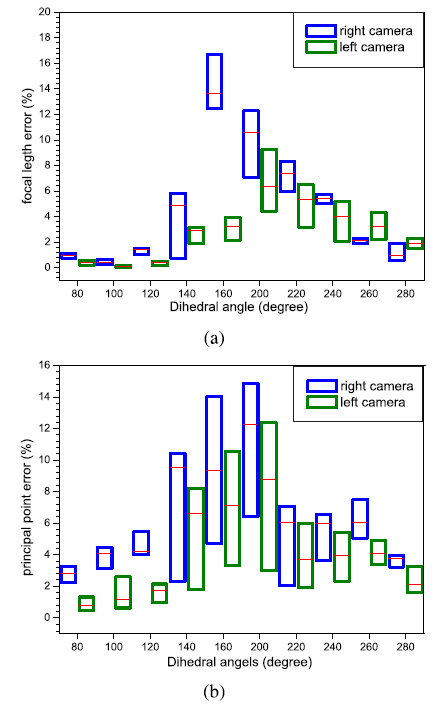 20
18
16
14
12
10
8
6
4
2
0
focal legth error (%)
right camera
left camera
80 100 120 140 160 180 200 220 240 260 280
Dihedral angle (degree)
(a)
16
14
12
10
8
6
4
2
0
principal point error (%)
right camera
left camera
80 100 120 140 160 180 200 220 240 260 280
Dihedral angels (degree)
(b)